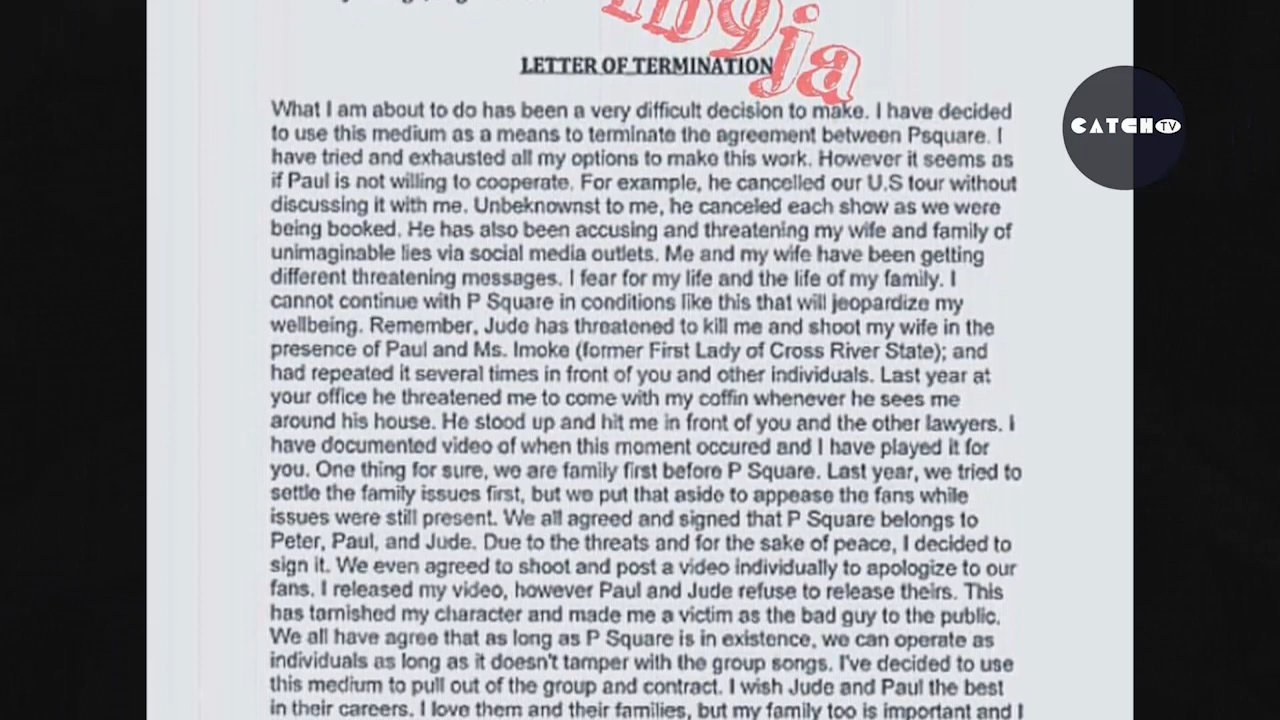 LETTER OF TERMINATION
CATCH TV
What I am about to do has been a very difficult decision to make. I have decided
to use this medium as a means to terminate the agreement between Psquare. I
have tried and exhausted all my options to make this work. However it seems as
if Paul is not willing to cooperate. For example, he cancelled our U.S tour without
discussing it with me. Unbeknownst to me, he canceled each show as we were
being booked. He has also been accusing and threatening my wife and family of
unimaginable lies via social media outlets. Me and my wife have been getting
different threatening messages. I fear for my life and the life of my family. I
cannot continue with P Square in conditions like this that will jeopardize my
wellbeing. Remember, Jude has threatened to kill me and shoot my wife in the
presence of Paul and Ms. Imoke (former First Lady of Cross River State); and
had repeated it several times in front of you and other individuals. Last year at
your office he threatened me to come with my coffin whenever he sees me
around his house. He stood up and hit me in front of you and the other lawyers. I
have documented video of when this moment occured and I have played it for
you. One thing for sure, we are family first before P Square. Last year, we tried to
settle the family issues first, but we put that aside to appease the fans while
issues were still present. We all agreed and signed that P Square belongs to
Peter, Paul, and Jude. Due to the threats and for the sake of peace, I decided to
sign it. We even agreed to shoot and post a video individually to apologize to our
fans. I released my video, however Paul and Jude refuse to release theirs. This
has tarnished my character and made me a victim as the bad guy to the public.
We all have agree that as long as P Square is in existence, we can operate as
individuals as long as it doesn't tamper with the group songs. I've decided to use
this medium to pull out of the group and contract. I wish Jude and Paul the best
in their careers. I love them and their families, but my family too is important and I